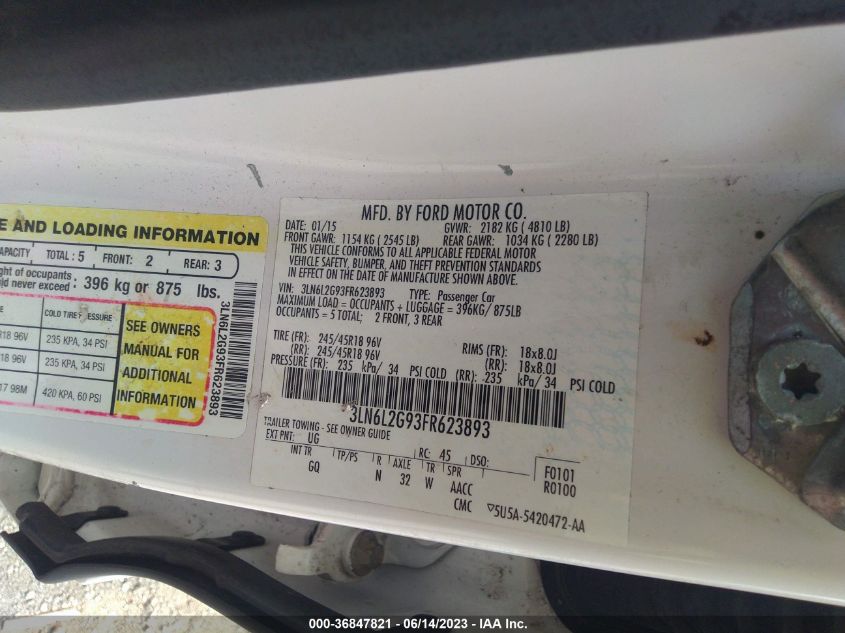 E AND LOADING INFORMATION
CAPACITY TOTAL : 5 FRONT: 2 REAR: 3
ght of occupants
nd never exceed : 396 kg or 875 lbs.
COLD TIRE PRESSURE
R18 96V 235 KPA, 34 PSI
R18 96V 235 KPA, 34 PSI
17 98M 420 KPA, 60 PSI
SEE OWNERS
MANUAL FOR
ADDITIONAL
INFORMATION
3LN6L2G93FR623893
MFD. BY FORD MOTOR CO.
DATE: 01/15 GVWR: 2182 KG ( 4810 LB)
FRONT GAWR: 1154 KG ( 2545 LB) REAR GAWR: 1034 KG ( 2280 LB)
THIS VEHICLE CONFORMS TO ALL APPLICABLE FEDERAL MOTOR
VEHICLE SAFETY, BUMPER, AND THEFT PREVENTION STANDARDS
IN EFFECT ON THE DATE OF MANUFACTURE SHOWN ABOVE.
VIN: 3LN6L2G93FR623893 TYPE: Passenger Car
MAXIMUM LOAD = OCCUPANTS + LUGGAGE = 396KG/ 875LB
OCCUPANTS = 5 TOTAL: 2 FRONT, 3 REAR
TIRE (FR): 245/45R18 96V RIMS (FR): 18x8.0J
(RR): 245/45R18 96V (RR): 18x8.0J
PRESSURE (FR): 235 kPa/ 34 PSI COLD (RR): 235 kPa/ 34 PSI COLD
3LN6L2G93FR623893
TRAILER TOWING - SEE OWNER GUIDE
EXT PNT: UG RC: 45 DSO:
INT TR TP/PS R AXLE TR SPR F0101
GQ N 32 W AACC R0100
CMC ▽5U5A-5420472-AA
000-36847821 - 06/14/2023 - IAA Inc.